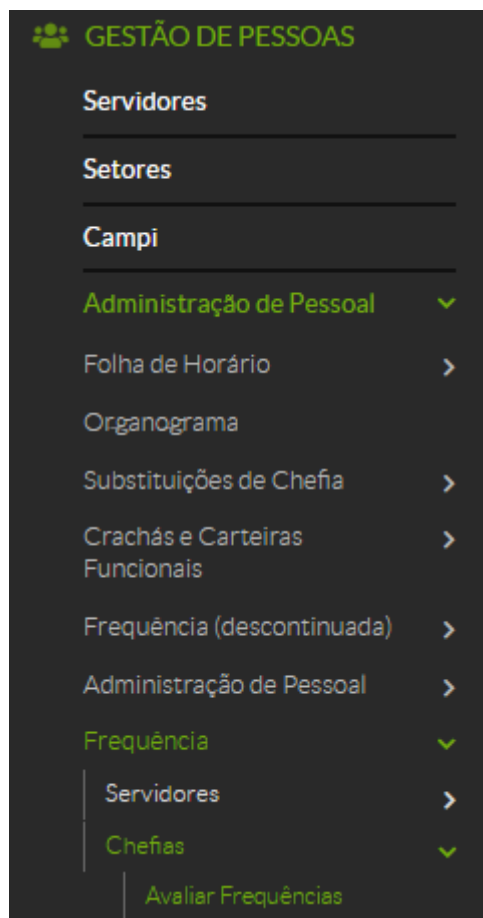 GESTÃO DE PESSOAS
Servidores
Setores
Campi
Administração de Pessoal
Folha de Horário
Organograma
Substituições de Chefia
Crachás e Carteiras
Funcionais
Frequência (descontinuada)
Administração de Pessoal
Frequência
Servidores
Chefias
Avaliar Frequências